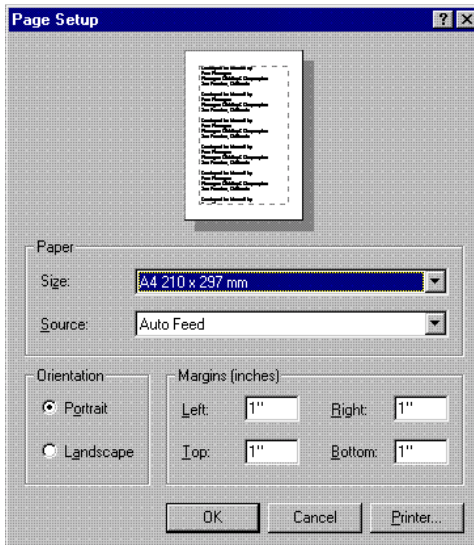 Page Setup
Paper
Size: A4 210 x 297 mm
Source: Auto Feed
Orientation
Portrait
Landscape
Margins (inches)
Left: 1" Right: 1"
Top: 1" Bottom: 1"
OK Cancel Printer...